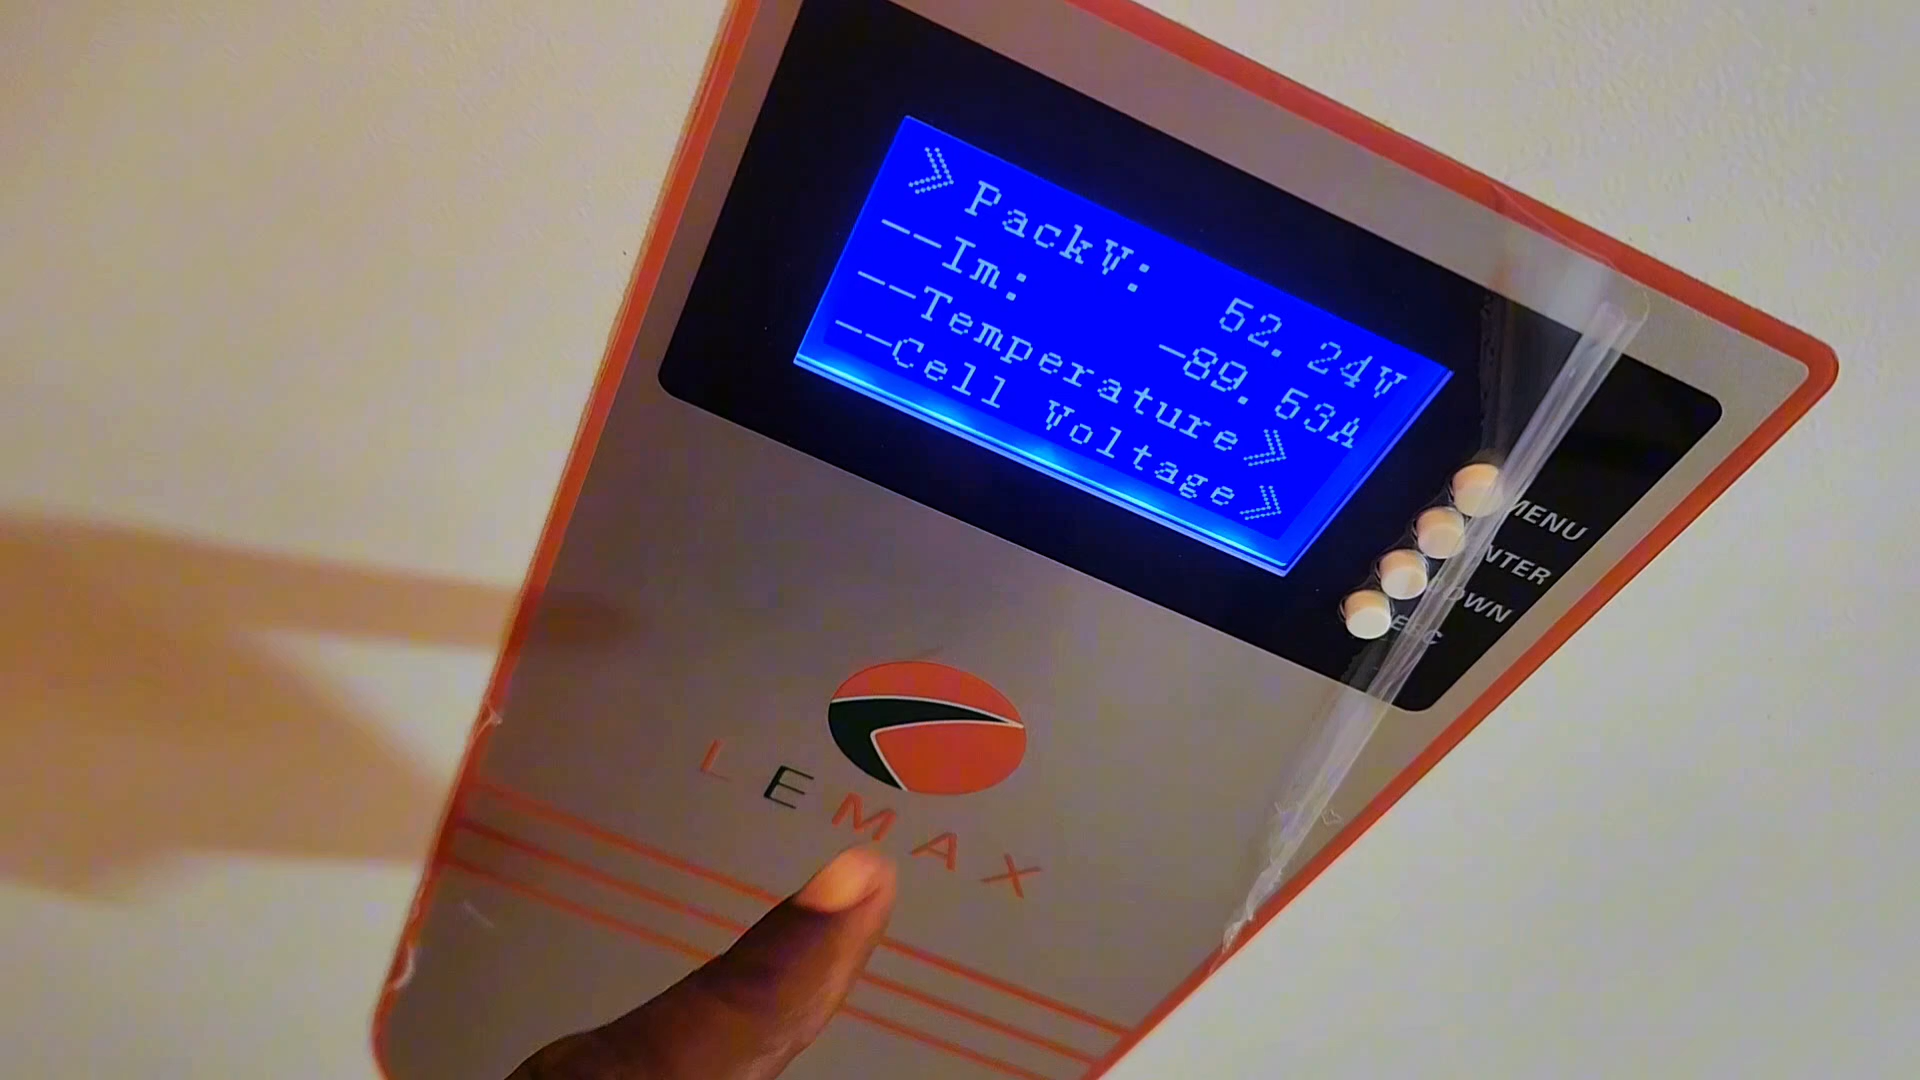 »PackV: 52.24V
--Im: -89.53A
--Temperature»
--Cell Voltage»
MENU
ENTER
DOWN
ESC
LEMAX